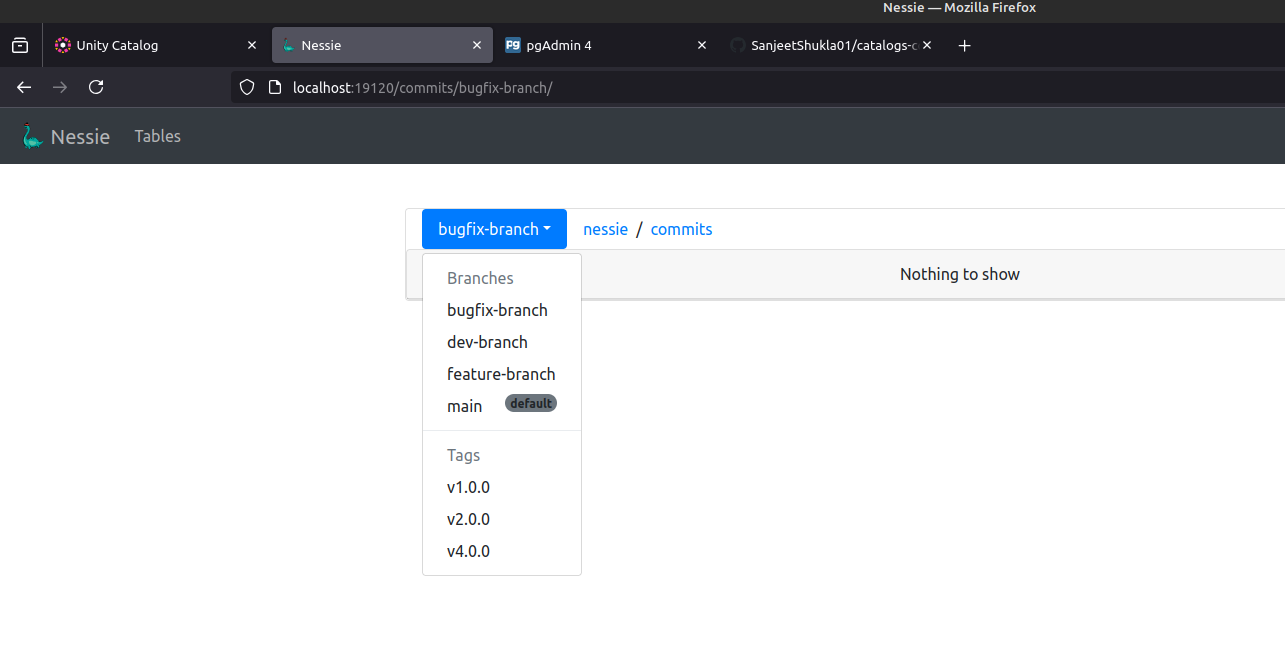 Nessie — Mozilla Firefox
Unity Catalog
Nessie
pgAdmin 4
SanjeetShukla01/catalogs-c
localhost:19120/commits/bugfix-branch/
Nessie Tables
bugfix-branch nessie / commits
Nothing to show
Branches
bugfix-branch
dev-branch
feature-branch
main default
Tags
v1.0.0
v2.0.0
v4.0.0